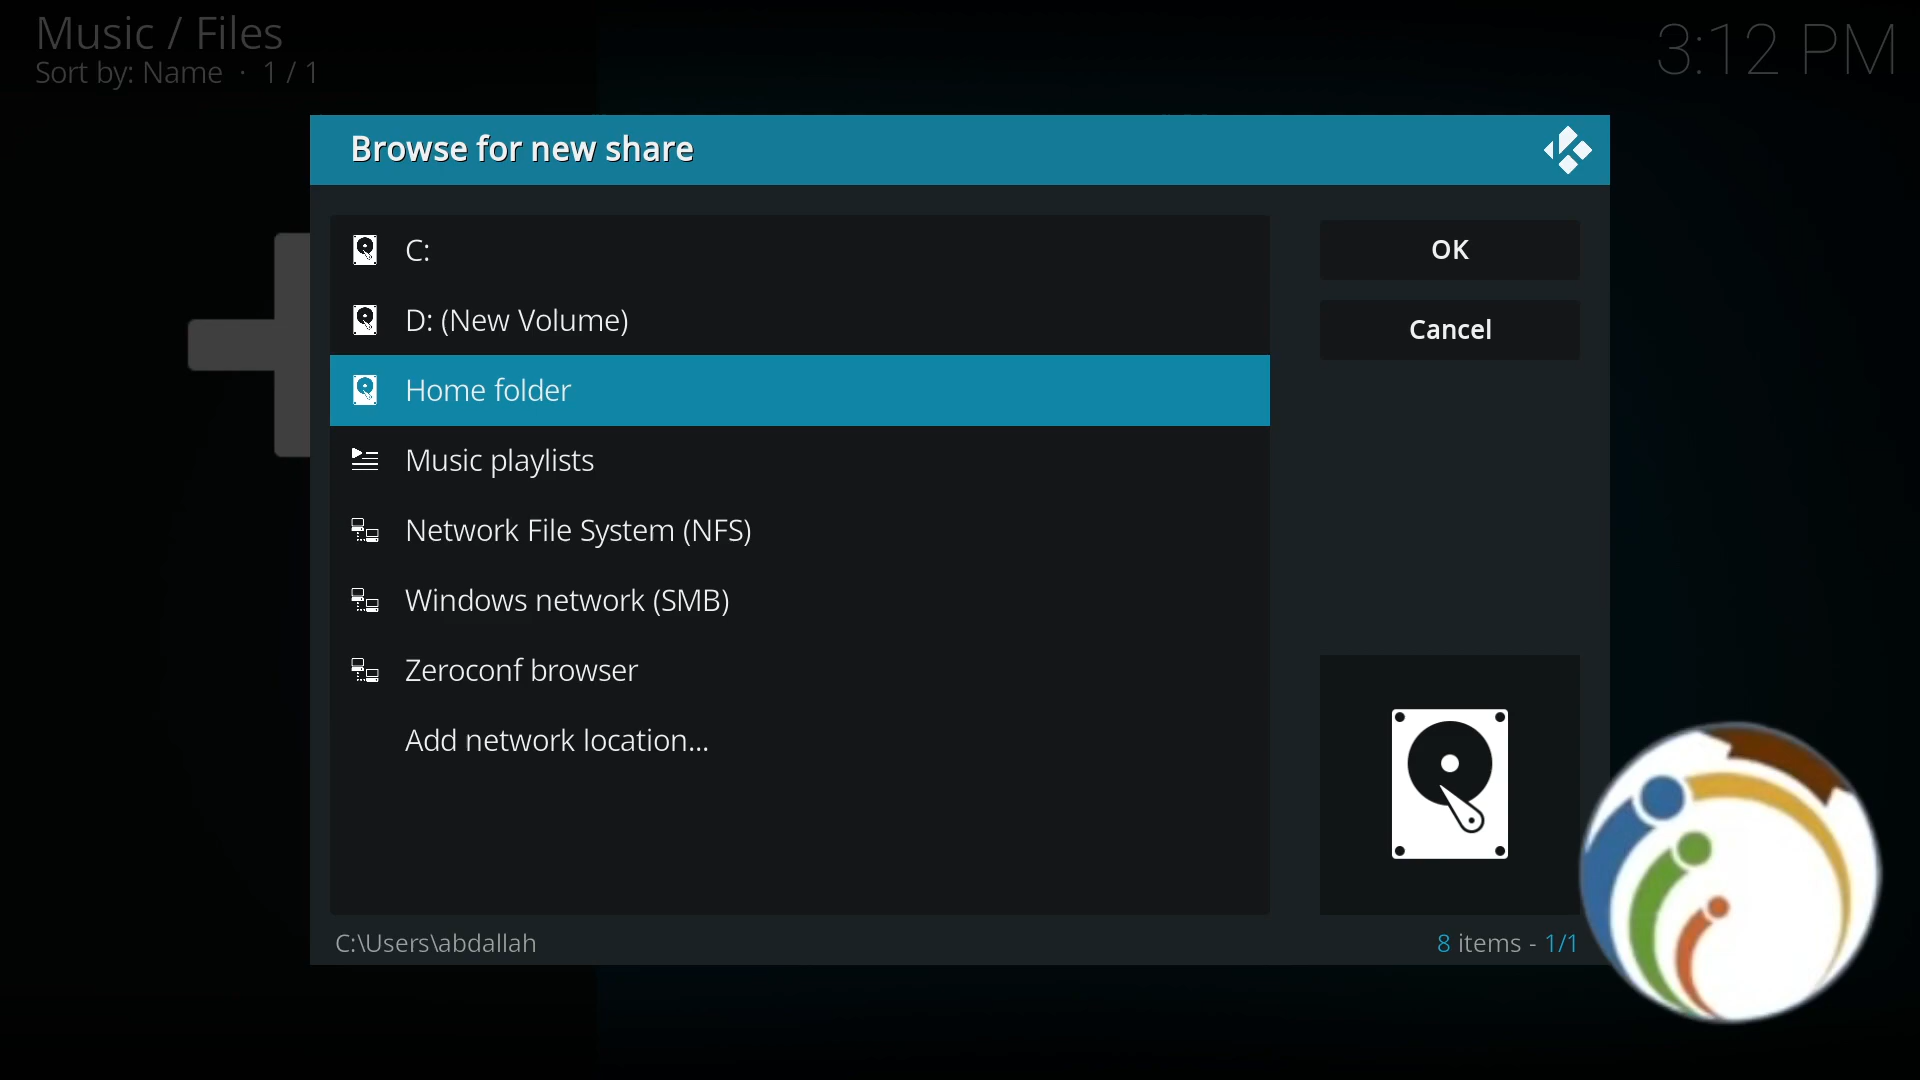 Music / Files
Sort by: Name · 1 / 1
3:12 PM
Browse for new share
C:
D: (New Volume)
Home folder
Music playlists
Network File System (NFS)
Windows network (SMB)
Zeroconf browser
Add network location...
OK
Cancel
C:\Users\abdallah
8 items - 1/1